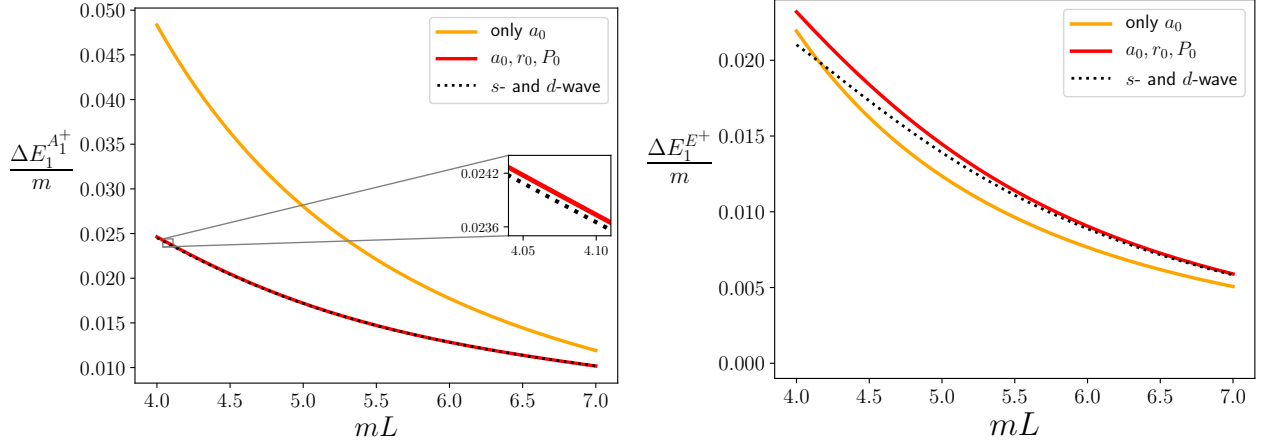 0.050
0.045
0.040
0.035
0.030
0.025
0.020
0.015
0.010
ΔE_1^{A_1^+}
m
only a_0
a_0, r_0, P_0
s- and d-wave
0.0242
0.0236
4.05 4.10
4.0 4.5 5.0 5.5 6.0 6.5 7.0
mL
0.020
0.015
0.010
0.005
0.000
ΔE_1^{E^+}
m
only a_0
a_0, r_0, P_0
s- and d-wave
4.0 4.5 5.0 5.5 6.0 6.5 7.0
mL